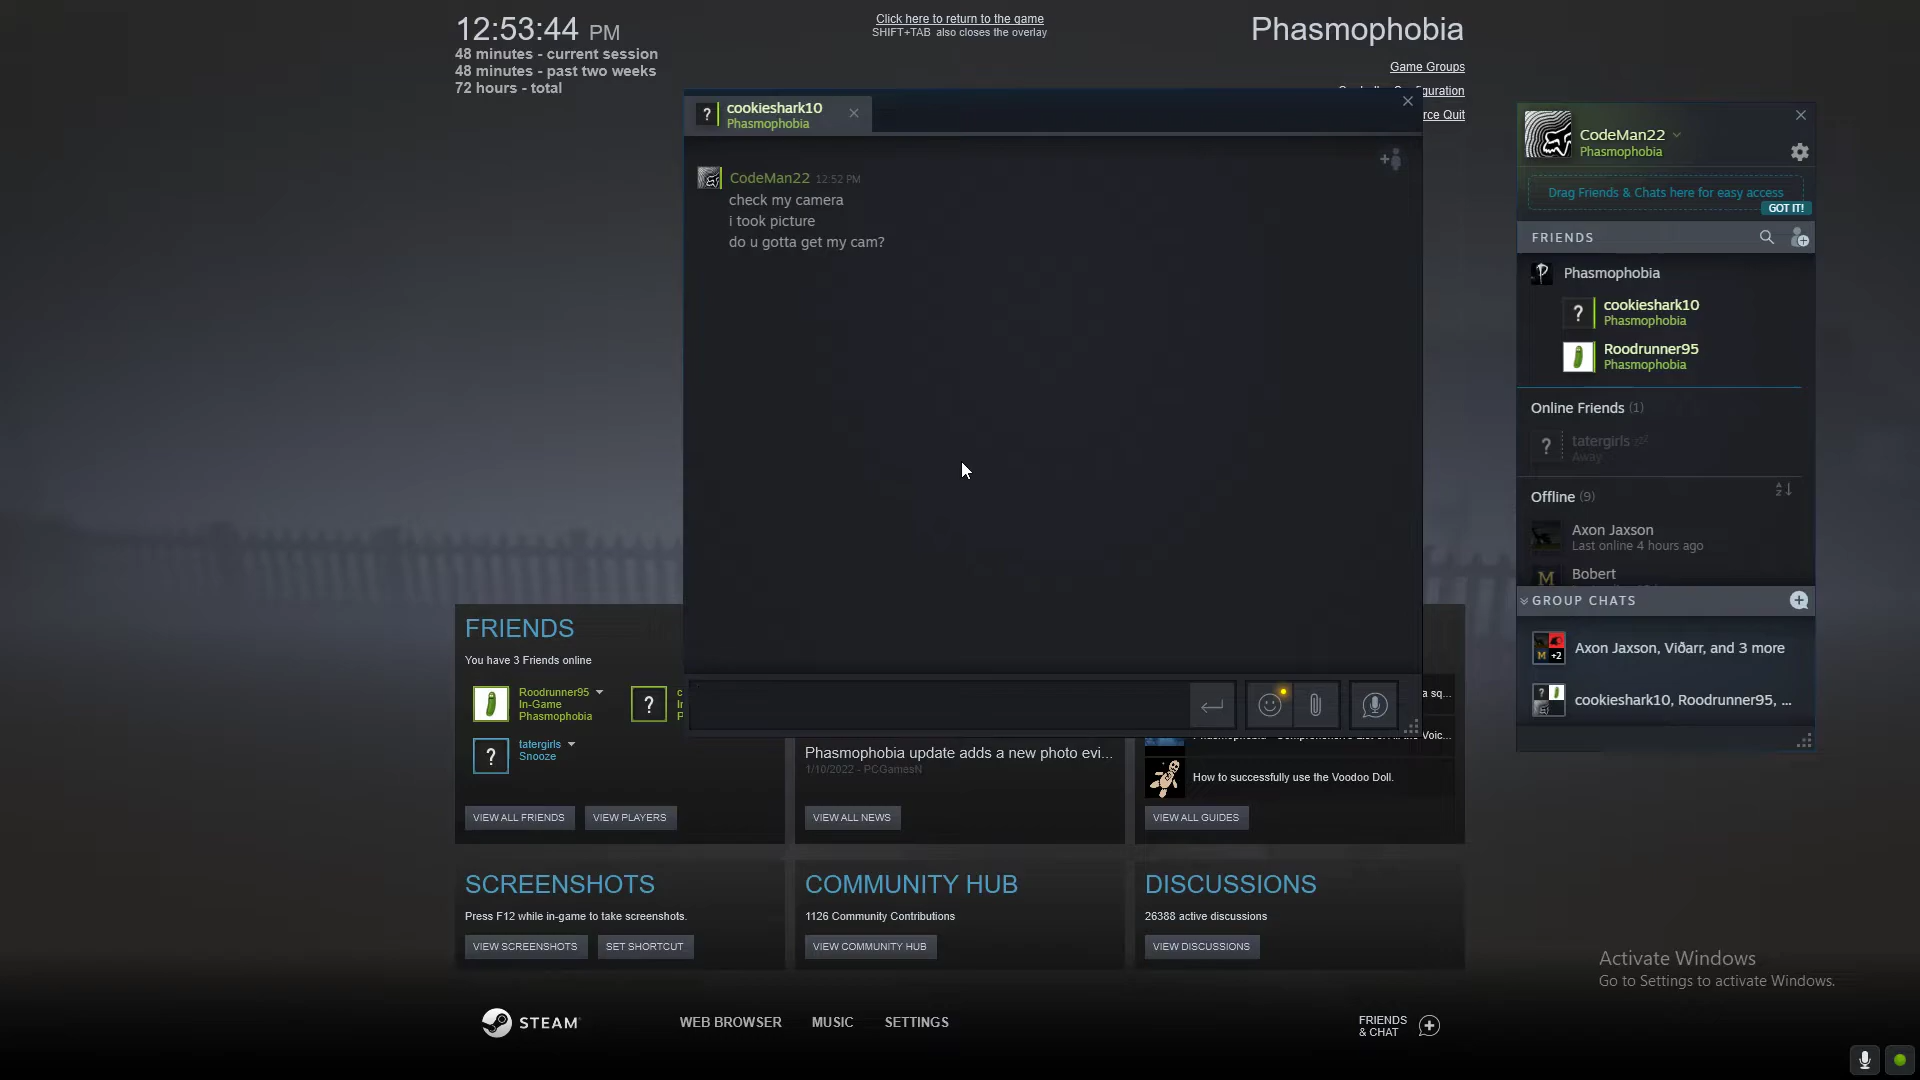 12:53:44 PM
48 minutes - current session
48 minutes - past two weeks
72 hours - total
Click here to return to the game
SHIFT+TAB also closes the overlay
Phasmophobia
Game Groups
rce Quit
cookieshark10
Phasmophobia
CodeMan22 12:52 PM
check my camera
i took picture
do u gotta get my cam?
CodeMan22
Phasmophobia
Drag Friends & Chats here for easy access
GOT IT!
FRIENDS
Phasmophobia
cookieshark10
Phasmophobia
Roodrunner95
Phasmophobia
Online Friends (1)
tatergirls zzZ
Away
Offline (9)
Axon Jaxson
Last online 4 hours ago
Bobert
GROUP CHATS
Axon Jaxson, Viðarr, and 3 more
cookieshark10, Roodrunner95, ...
FRIENDS
You have 3 Friends online
Roodrunner95
In-Game
Phasmophobia
tatergirls
Snooze
VIEW ALL FRIENDS
VIEW PLAYERS
Phasmophobia update adds a new photo evi...
1/10/2022 - PCGamesN
VIEW ALL NEWS
a sq...
How to successfully use the Voodoo Doll.
VIEW ALL GUIDES
SCREENSHOTS
Press F12 while in-game to take screenshots.
VIEW SCREENSHOTS
SET SHORTCUT
COMMUNITY HUB
1126 Community Contributions
VIEW COMMUNITY HUB
DISCUSSIONS
26388 active discussions
VIEW DISCUSSIONS
Activate Windows
Go to Settings to activate Windows.
STEAM
WEB BROWSER
MUSIC
SETTINGS
FRIENDS
& CHAT